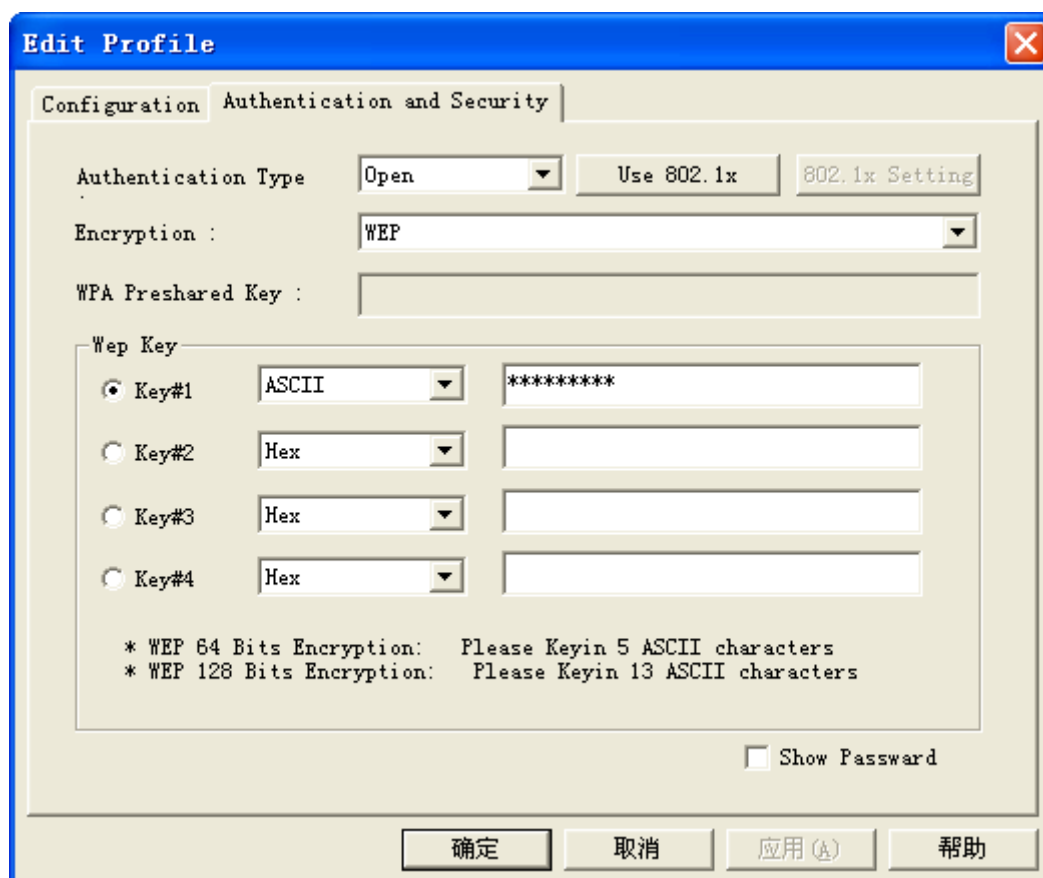 Edit Profile
Configuration Authentication and Security
Authentication Type : Open Use 802.1x 802.1x Setting
Encryption : WEP
WPA Preshared Key :
Wep Key
Key#1 ASCII *********
Key#2 Hex
Key#3 Hex
Key#4 Hex
* WEP 64 Bits Encryption: Please Keyin 5 ASCII characters
* WEP 128 Bits Encryption: Please Keyin 13 ASCII characters
Show Passward
确定 取消 应用(A) 帮助